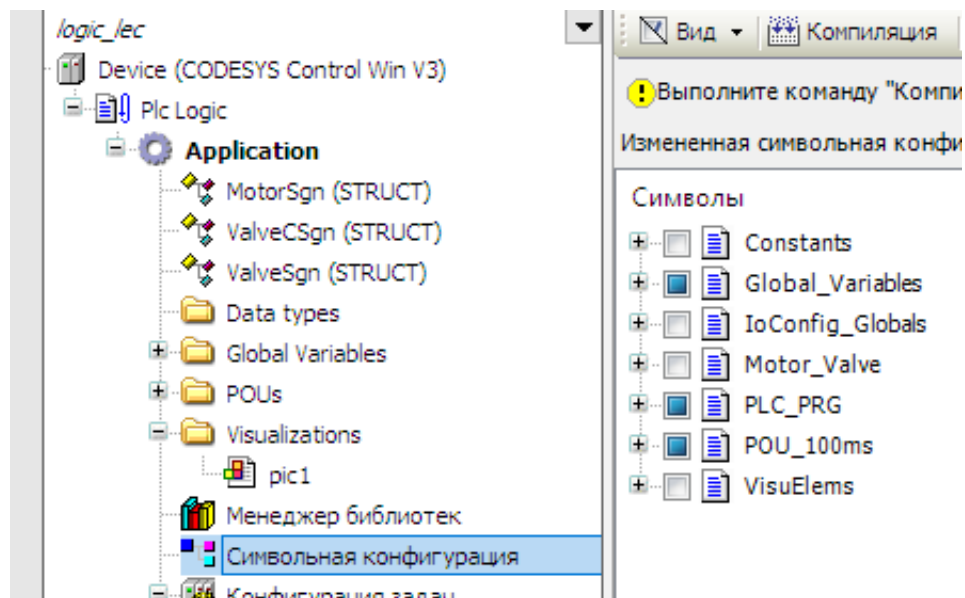 logic_lec
Device (CODESYS Control Win V3)
Plc Logic
Application
MotorSgn (STRUCT)
ValveCSgn (STRUCT)
ValveSgn (STRUCT)
Data types
Global Variables
POUs
Visualizations
pic1
Менеджер библиотек
Символьная конфигурация
Конфигурация задач
Вид
Компиляция
Выполните команду "Компи
Измененная символьная конфи
Символы
Constants
Global_Variables
IoConfig_Globals
Motor_Valve
PLC_PRG
POU_100ms
VisuElems